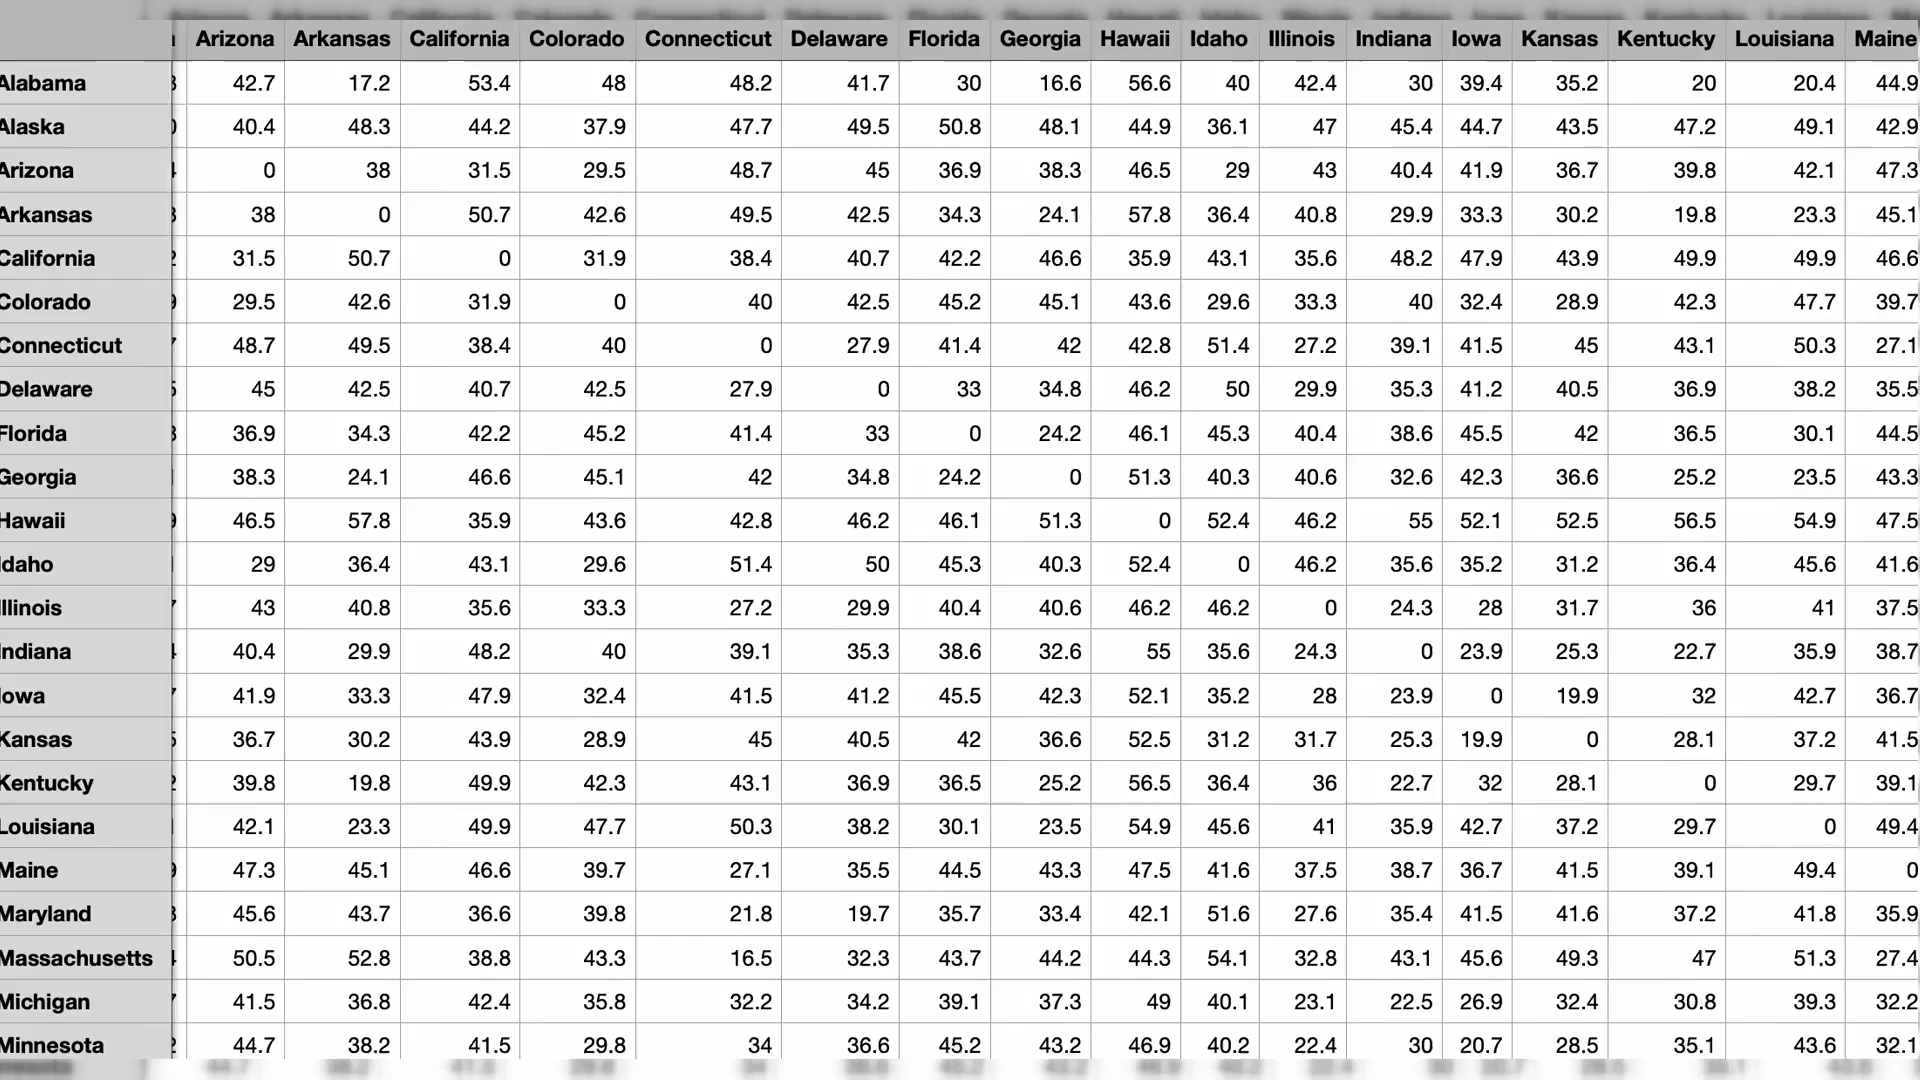 Arizona Arkansas California Colorado Connecticut Delaware Florida Georgia Hawaii Idaho Illinois Indiana Iowa Kansas Kentucky Louisiana Maine
Alabama 42.7 17.2 53.4 48 48.2 41.7 30 16.6 56.6 40 42.4 30 39.4 35.2 20 20.4 44.9
Alaska 40.4 48.3 44.2 37.9 47.7 49.5 50.8 48.1 44.9 36.1 47 45.4 44.7 43.5 47.2 49.1 42.9
Arizona 0 38 31.5 29.5 48.7 45 36.9 38.3 46.5 29 43 40.4 41.9 36.7 39.8 42.1 47.3
Arkansas 38 0 50.7 42.6 49.5 42.5 34.3 24.1 57.8 36.4 40.8 29.9 33.3 30.2 19.8 23.3 45.1
California 31.5 50.7 0 31.9 38.4 40.7 42.2 46.6 35.9 43.1 35.6 48.2 47.9 43.9 49.9 49.9 46.6
Colorado 29.5 42.6 31.9 0 40 42.5 45.2 45.1 43.6 29.6 33.3 40 32.4 28.9 42.3 47.7 39.7
Connecticut 48.7 49.5 38.4 40 0 27.9 41.4 42 42.8 51.4 27.2 39.1 41.5 45 43.1 50.3 27.1
Delaware 45 42.5 40.7 42.5 27.9 0 33 34.8 46.2 50 29.9 35.3 41.2 40.5 36.9 38.2 35.5
Florida 36.9 34.3 42.2 45.2 41.4 33 0 24.2 46.1 45.3 40.4 38.6 45.5 42 36.5 30.1 44.5
Georgia 38.3 24.1 46.6 45.1 42 34.8 24.2 0 51.3 40.3 40.6 32.6 42.3 36.6 25.2 23.5 43.3
Hawaii 46.5 57.8 35.9 43.6 42.8 46.2 46.1 51.3 0 52.4 46.2 55 52.1 52.5 56.5 54.9 47.5
Idaho 29 36.4 43.1 29.6 51.4 50 45.3 40.3 52.4 0 46.2 35.6 35.2 31.2 36.4 45.6 41.6
Illinois 43 40.8 35.6 33.3 27.2 29.9 40.4 40.6 46.2 46.2 0 24.3 28 31.7 36 41 37.5
Indiana 40.4 29.9 48.2 40 39.1 35.3 38.6 32.6 55 35.6 24.3 0 23.9 25.3 22.7 35.9 38.7
Iowa 41.9 33.3 47.9 32.4 41.5 41.2 45.5 42.3 52.1 35.2 28 23.9 0 19.9 32 42.7 36.7
Kansas 36.7 30.2 43.9 28.9 45 40.5 42 36.6 52.5 31.2 31.7 25.3 19.9 0 28.1 37.2 41.5
Kentucky 39.8 19.8 49.9 42.3 43.1 36.9 36.5 25.2 56.5 36.4 36 22.7 32 28.1 0 29.7 39.1
Louisiana 42.1 23.3 49.9 47.7 50.3 38.2 30.1 23.5 54.9 45.6 41 35.9 42.7 37.2 29.7 0 49.4
Maine 47.3 45.1 46.6 39.7 27.1 35.5 44.5 43.3 47.5 41.6 37.5 38.7 36.7 41.5 39.1 49.4 0
Maryland 45.6 43.7 36.6 39.8 21.8 19.7 35.7 33.4 42.1 51.6 27.6 35.4 41.5 41.6 37.2 41.8 35.9
Massachusetts 50.5 52.8 38.8 43.3 16.5 32.3 43.7 44.2 44.3 54.1 32.8 43.1 45.6 49.3 47 51.3 27.4
Michigan 41.5 36.8 42.4 35.8 32.2 34.2 39.1 37.3 49 40.1 23.1 22.5 26.9 32.4 30.8 39.3 32.2
Minnesota 44.7 38.2 41.5 29.8 34 36.6 45.2 43.2 46.9 40.2 22.4 30 20.7 28.5 35.1 43.6 32.1